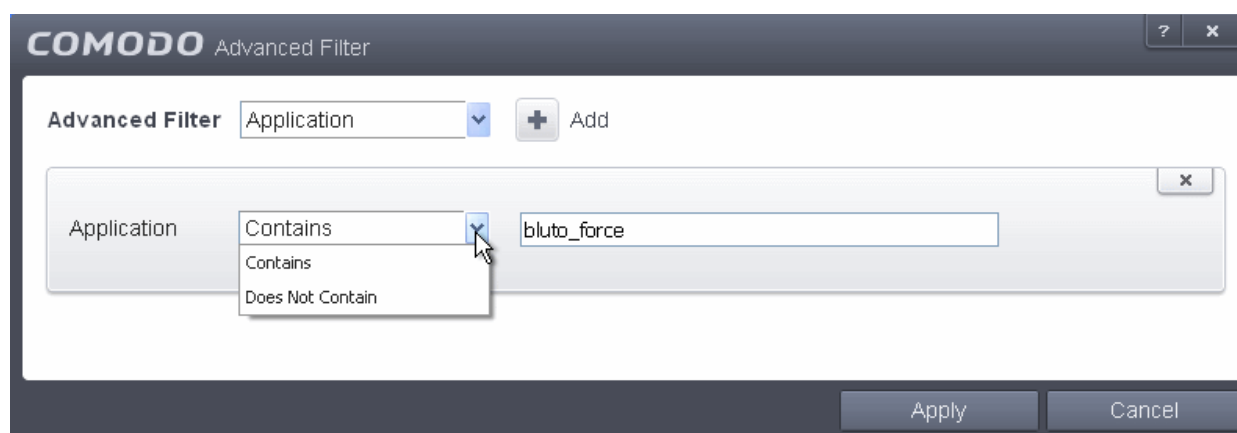 COMODO Advanced Filter ? x
Advanced Filter Application + Add
x
Application Contains bluto_force
Contains
Does Not Contain
Apply Cancel